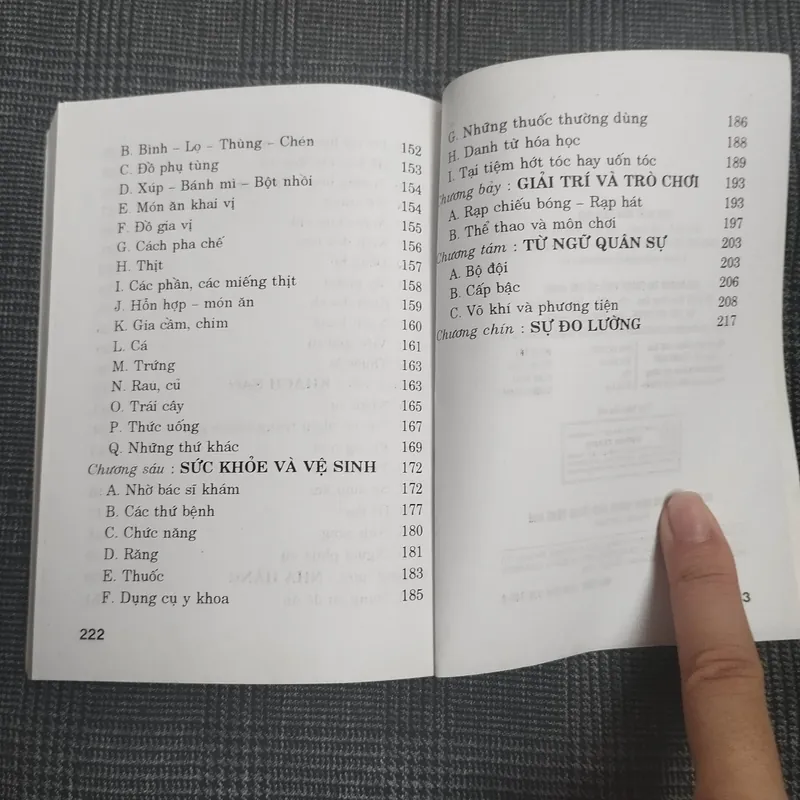 B. Bình – Lọ – Thùng – Chén 152
C. Đồ phụ tùng 153
D. Xúp – Bánh mì – Bột nhồi 154
E. Món ăn khai vị 154
F. Đồ gia vị 155
G. Cách pha chế 156
H. Thịt 157
I. Các phần, các miếng thịt 158
J. Hỗn hợp – món ăn 159
K. Gia cầm, chim 160
L. Cá 161
M. Trứng 163
N. Rau, củ 163
O. Trái cây 165
P. Thức uống 167
Q. Những thứ khác 169
Chương sáu : SỨC KHỎE VÀ VỆ SINH 172
A. Nhờ bác sĩ khám 172
B. Các thứ bệnh 177
C. Chức năng 180
D. Răng 181
E. Thuốc 183
F. Dụng cụ y khoa 185
222
G. Những thuốc thường dùng 186
H. Danh từ hóa học 188
I. Tại tiệm hớt tóc hay uốn tóc 189
Chương bảy : GIẢI TRÍ VÀ TRÒ CHƠI 193
A. Rạp chiếu bóng – Rạp hát 193
B. Thể thao và môn chơi 197
Chương tám : TỪ NGỮ QUÂN SỰ 203
A. Bộ đội 203
B. Cấp bậc 206
C. Võ khí và phương tiện 208
Chương chín : SỰ ĐO LƯỜNG 217
3